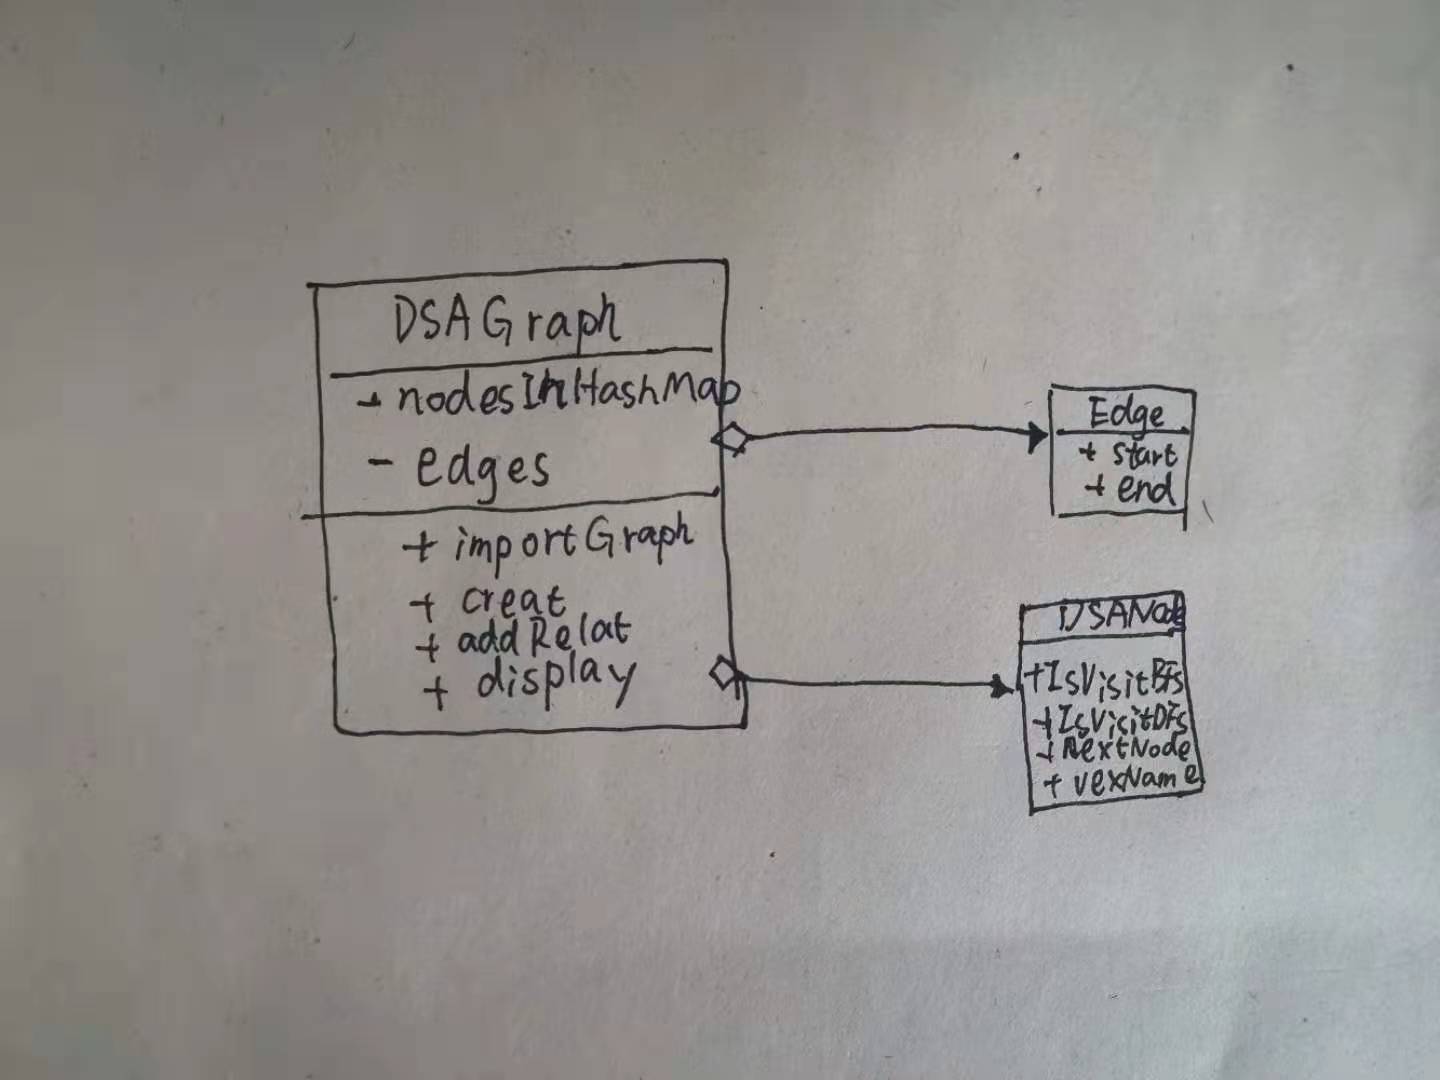 DSAGraph
+ nodesInHashMap
- edges
+ importGraph
+ creat
+ addRelat
+ display
Edge
+ start
+ end
DSANode
+IsVisitBFS
+IsVisitDFS
+NextNode
+ vexName